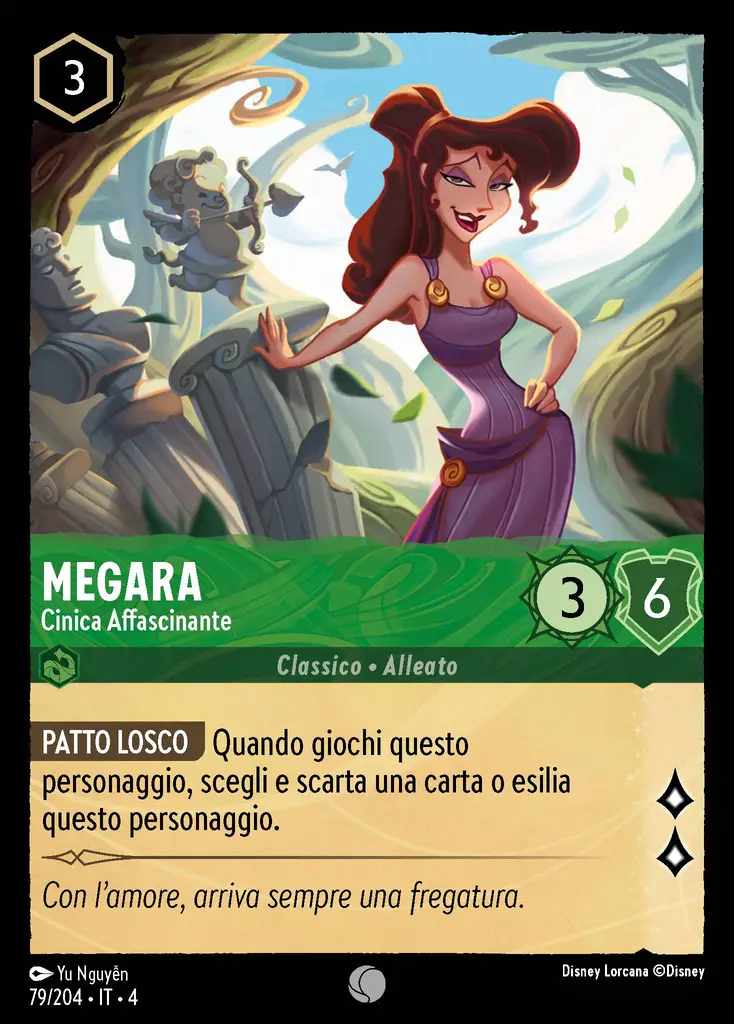 3
MEGARA
Cinica Affascinante
3
6
Classico • Alleato
PATTO LOSCO Quando giochi questo
personaggio, scegli e scarta una carta o esilia
questo personaggio.
Con l'amore, arriva sempre una fregatura.
Yu Nguyễn
Disney Lorcana ©Disney
79/204 • IT • 4